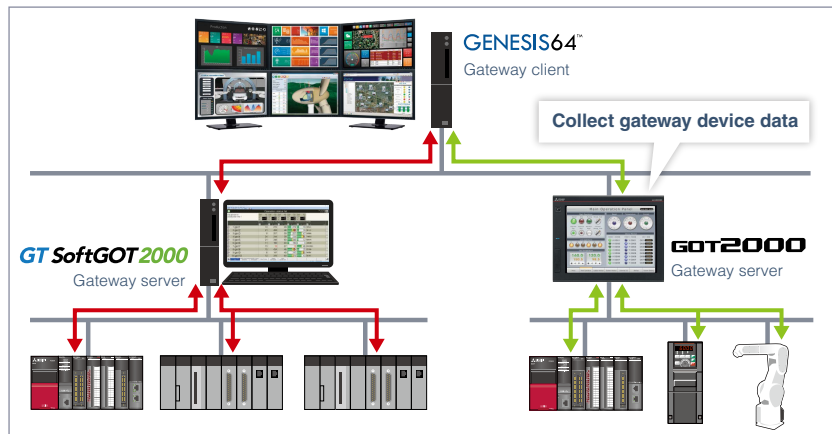 GENESIS64™
Gateway client
Collect gateway device data
GT SoftGOT2000
Gateway server
GOT2000
Gateway server